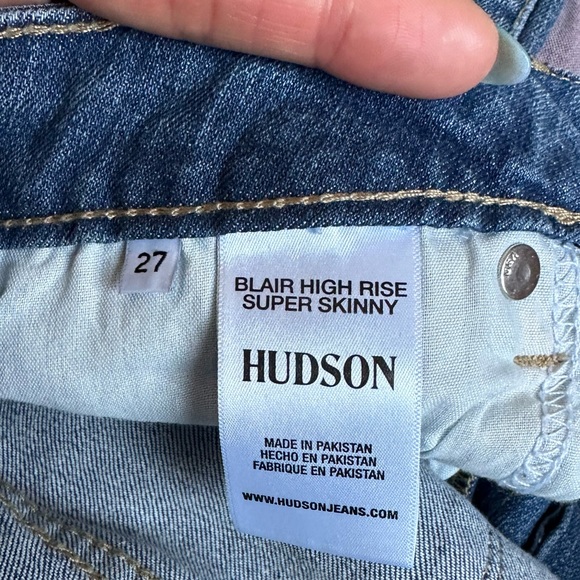 27
BLAIR HIGH RISE
SUPER SKINNY
HUDSON
MADE IN PAKISTAN
HECHO EN PAKISTAN
FABRIQUE EN PAKISTAN
WWW.HUDSONJEANS.COM